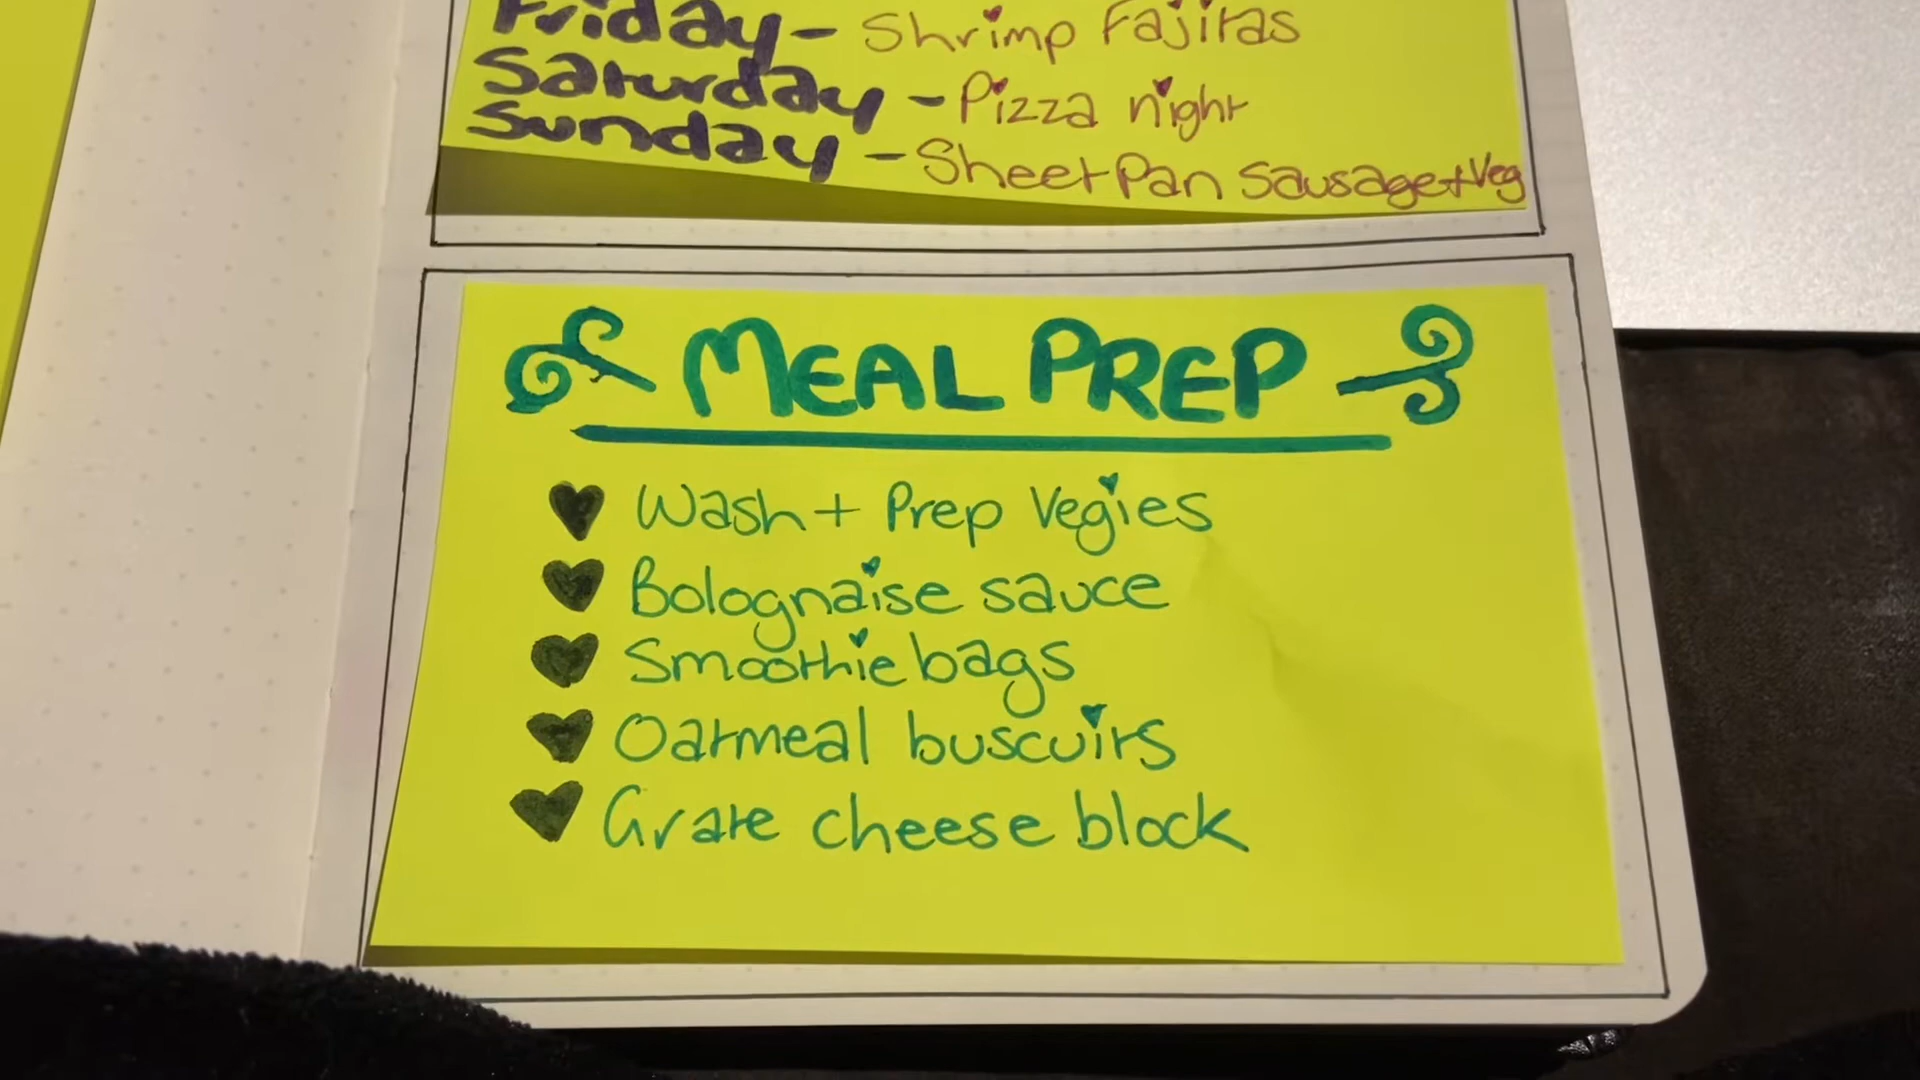 Friday - Shrimp Fajitas
Saturday - Pizza night
Sunday - Sheet Pan Sausage + Veg
MEAL PREP
Wash + Prep Vegies
Bolognaise sauce
Smoothie bags
Oatmeal buscuits
Grate cheese block